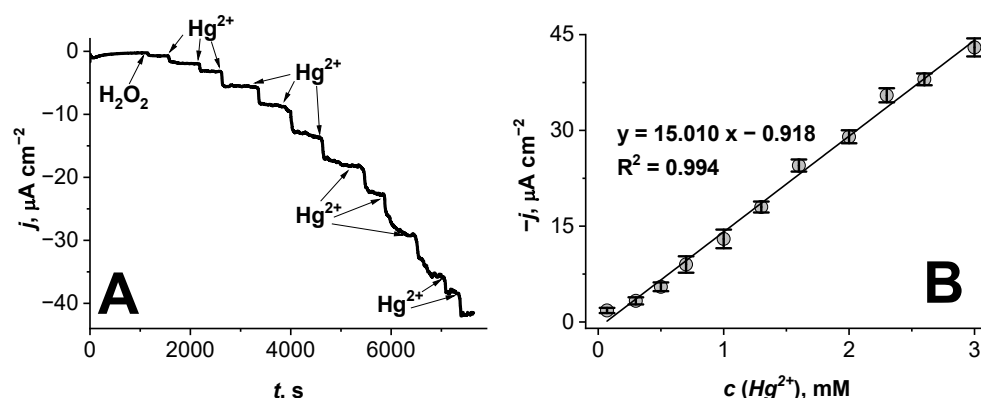 A
j, µA cm⁻²
0
−10
−20
−30
−40
H₂O₂
Hg²⁺
Hg²⁺
Hg²⁺
Hg²⁺
0
2000
4000
6000
t, s
B
−j, µA cm⁻²
45
30
15
0
y = 15.010 x − 0.918
R² = 0.994
0
1
2
3
c (Hg²⁺), mM